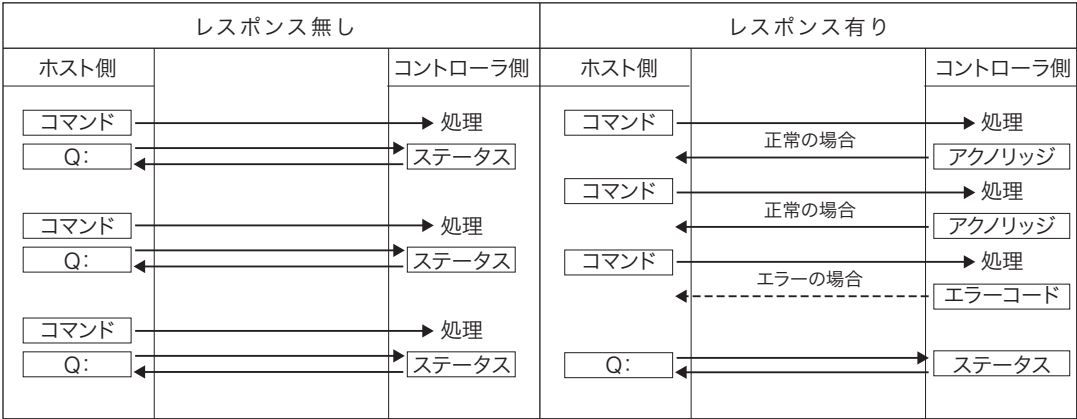 レスポンス無し
ホスト側
コントローラ側
コマンド
処理
Q:
ステータス
コマンド
処理
Q:
ステータス
コマンド
処理
Q:
ステータス
レスポンス有り
ホスト側
コントローラ側
コマンド
処理
正常の場合
アクノリッジ
コマンド
処理
正常の場合
アクノリッジ
コマンド
処理
エラーの場合
エラーコード
Q:
ステータス